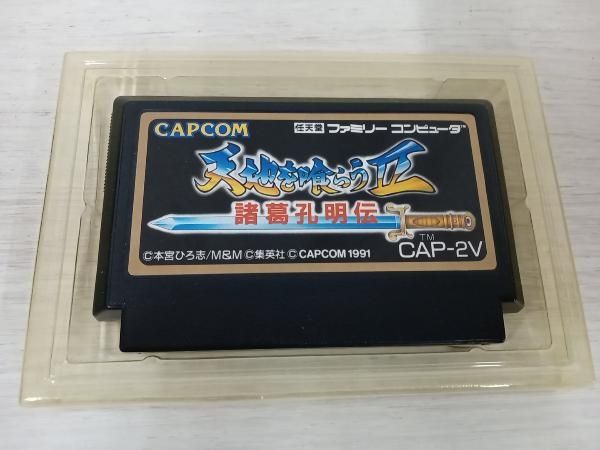 CAPCOM
任天堂 ファミリー コンピュータ™
天地を喰らうⅡ
諸葛孔明伝
TM
©本宮ひろ志/M&M ©集英社 ©CAPCOM 1991
CAP-2V